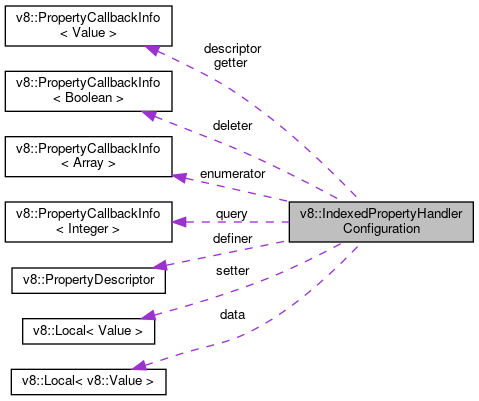 v8::PropertyCallbackInfo
< Value >
descriptor
getter
v8::PropertyCallbackInfo
< Boolean >
deleter
v8::PropertyCallbackInfo
< Array >
enumerator
v8::IndexedPropertyHandler
Configuration
v8::PropertyCallbackInfo
< Integer >
query
definer
v8::PropertyDescriptor
setter
v8::Local< Value >
data
v8::Local< v8::Value >